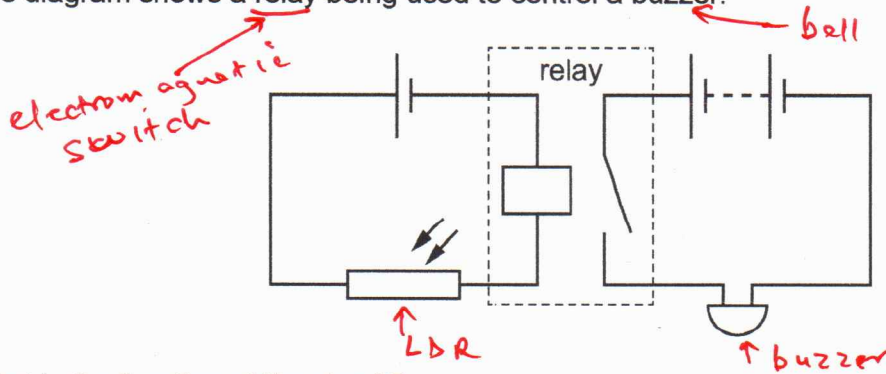 diagram shows a relay being used to control a buzzer.
bell
electromagnetic
switch
relay
LDR
buzzer